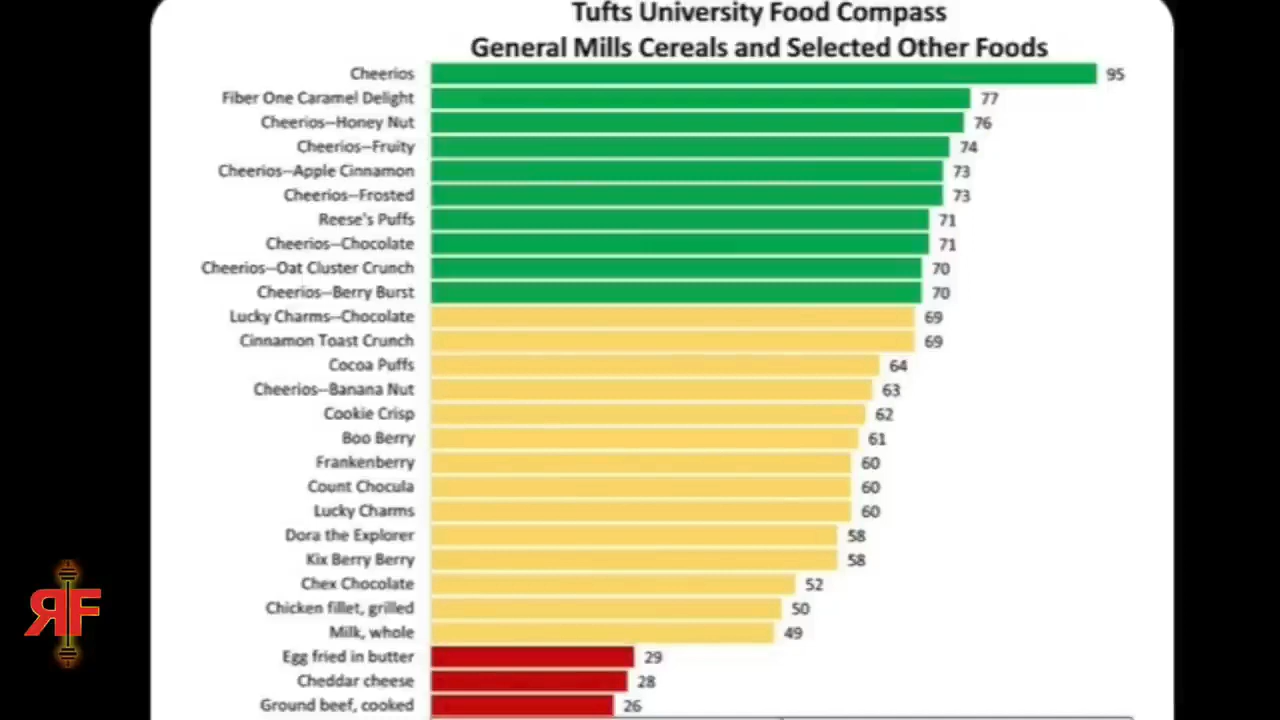 Tufts University Food Compass
General Mills Cereals and Selected Other Foods
Cheerios 95
Fiber One Caramel Delight 77
Cheerios--Honey Nut 76
Cheerios--Fruity 74
Cheerios--Apple Cinnamon 73
Cheerios--Frosted 73
Reese's Puffs 71
Cheerios--Chocolate 71
Cheerios--Oat Cluster Crunch 70
Cheerios--Berry Burst 70
Lucky Charms--Chocolate 69
Cinnamon Toast Crunch 69
Cocoa Puffs 64
Cheerios--Banana Nut 63
Cookie Crisp 62
Boo Berry 61
Frankenberry 60
Count Chocula 60
Lucky Charms 60
Dora the Explorer 58
Kix Berry Berry 58
Chex Chocolate 52
Chicken fillet, grilled 50
Milk, whole 49
Egg fried in butter 29
Cheddar cheese 28
Ground beef, cooked 26
RF